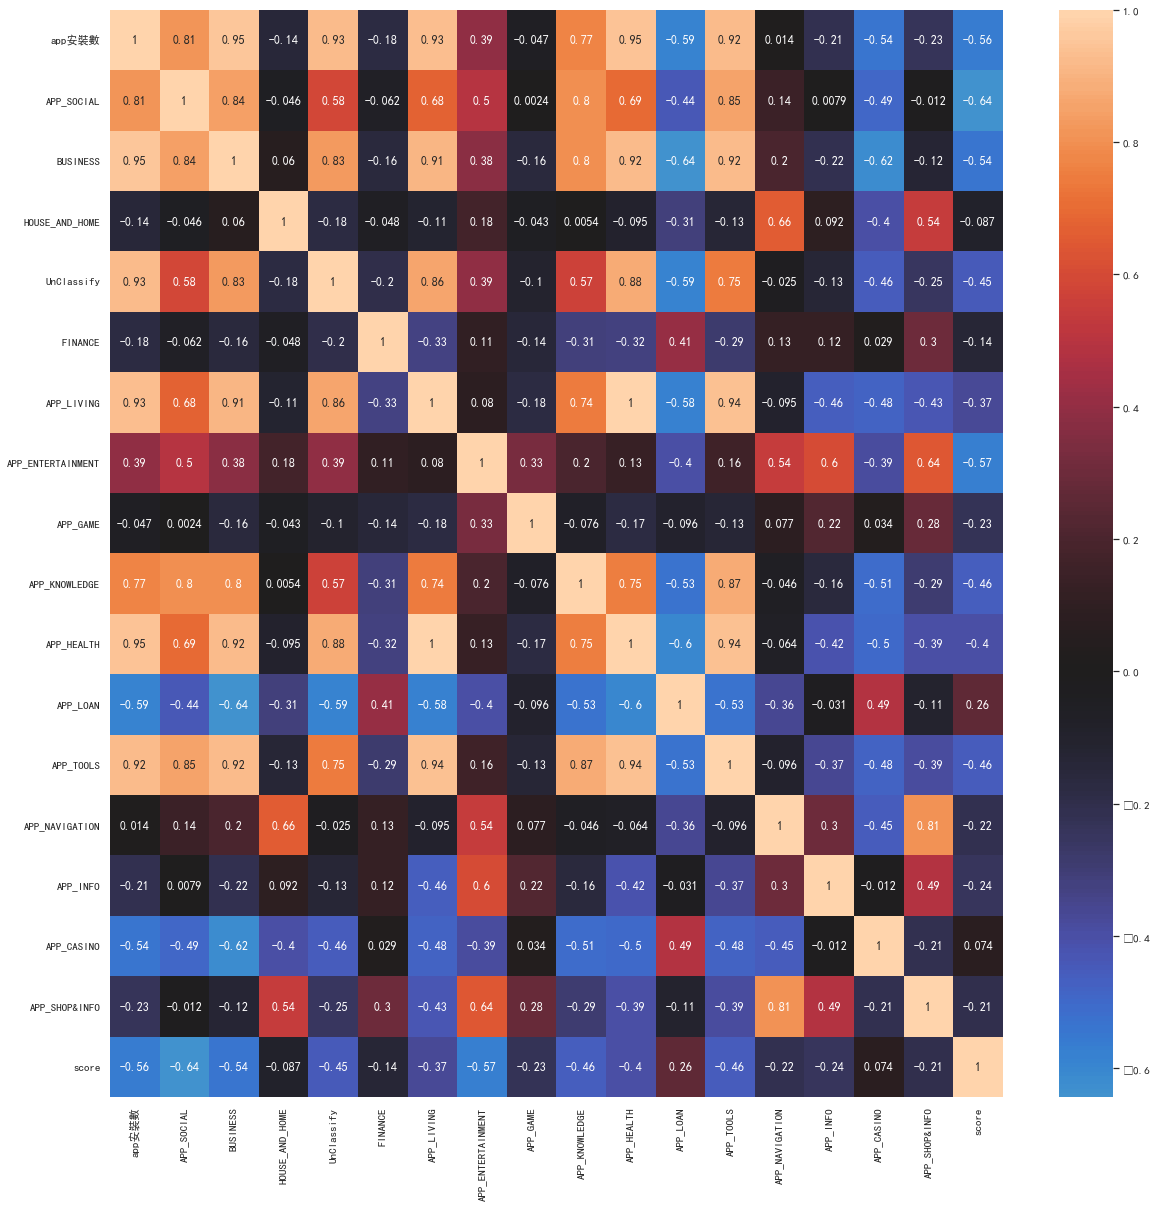 app安裝數 1 0.81 0.95 −0.14 0.93 −0.18 0.93 0.39 −0.047 0.77 0.95 −0.59 0.92 0.014 −0.21 −0.54 −0.23 −0.56
APP_SOCIAL 0.81 1 0.84 −0.046 0.58 −0.062 0.68 0.5 0.0024 0.8 0.69 −0.44 0.85 0.14 0.0079 −0.49 −0.012 −0.64
BUSINESS 0.95 0.84 1 0.06 0.83 −0.16 0.91 0.38 −0.16 0.8 0.92 −0.64 0.92 0.2 −0.22 −0.62 −0.12 −0.54
HOUSE_AND_HOME −0.14 −0.046 0.06 1 −0.18 −0.048 −0.11 0.18 −0.043 0.0054 −0.095 −0.31 −0.13 0.66 0.092 −0.4 0.54 −0.087
UnClassify 0.93 0.58 0.83 −0.18 1 −0.2 0.86 0.39 −0.1 0.57 0.88 −0.59 0.75 −0.025 −0.13 −0.46 −0.25 −0.45
FINANCE −0.18 −0.062 −0.16 −0.048 −0.2 1 −0.33 0.11 −0.14 −0.31 −0.32 0.41 −0.29 0.13 0.12 0.029 0.3 −0.14
APP_LIVING 0.93 0.68 0.91 −0.11 0.86 −0.33 1 0.08 −0.18 0.74 1 −0.58 0.94 −0.095 −0.46 −0.48 −0.43 −0.37
APP_ENTERTAINMENT 0.39 0.5 0.38 0.18 0.39 0.11 0.08 1 0.33 0.2 0.13 −0.4 0.16 0.54 0.6 −0.39 0.64 −0.57
APP_GAME −0.047 0.0024 −0.16 −0.043 −0.1 −0.14 −0.18 0.33 1 −0.076 −0.17 −0.096 −0.13 0.077 0.22 0.034 0.28 −0.23
APP_KNOWLEDGE 0.77 0.8 0.8 0.0054 0.57 −0.31 0.74 0.2 −0.076 1 0.75 −0.53 0.87 −0.046 −0.16 −0.51 −0.29 −0.46
APP_HEALTH 0.95 0.69 0.92 −0.095 0.88 −0.32 1 0.13 −0.17 0.75 1 −0.6 0.94 −0.064 −0.42 −0.5 −0.39 −0.4
APP_LOAN −0.59 −0.44 −0.64 −0.31 −0.59 0.41 −0.58 −0.4 −0.096 −0.53 −0.6 1 −0.53 −0.36 −0.031 0.49 −0.11 0.26
APP_TOOLS 0.92 0.85 0.92 −0.13 0.75 −0.29 0.94 0.16 −0.13 0.87 0.94 −0.53 1 −0.096 −0.37 −0.48 −0.39 −0.46
APP_NAVIGATION 0.014 0.14 0.2 0.66 −0.025 0.13 −0.095 0.54 0.077 −0.046 −0.064 −0.36 −0.096 1 0.3 −0.45 0.81 −0.22
APP_INFO −0.21 0.0079 −0.22 0.092 −0.13 0.12 −0.46 0.6 0.22 −0.16 −0.42 −0.031 −0.37 0.3 1 −0.012 0.49 −0.24
APP_CASINO −0.54 −0.49 −0.62 −0.4 −0.46 0.029 −0.48 −0.39 0.034 −0.51 −0.5 0.49 −0.48 −0.45 −0.012 1 −0.21 0.074
APP_SHOP&INFO −0.23 −0.012 −0.12 0.54 −0.25 0.3 −0.43 0.64 0.28 −0.29 −0.39 −0.11 −0.39 0.81 0.49 −0.21 1 −0.21
score −0.56 −0.64 −0.54 −0.087 −0.45 −0.14 −0.37 −0.57 −0.23 −0.46 −0.4 0.26 −0.46 −0.22 −0.24 0.074 −0.21 1
app安裝數
APP_SOCIAL
BUSINESS
HOUSE_AND_HOME
UnClassify
FINANCE
APP_LIVING
APP_ENTERTAINMENT
APP_GAME
APP_KNOWLEDGE
APP_HEALTH
APP_LOAN
APP_TOOLS
APP_NAVIGATION
APP_INFO
APP_CASINO
APP_SHOP&INFO
score
1.0
0.8
0.6
0.4
0.2
0.0
□0.2
□0.4
□0.6